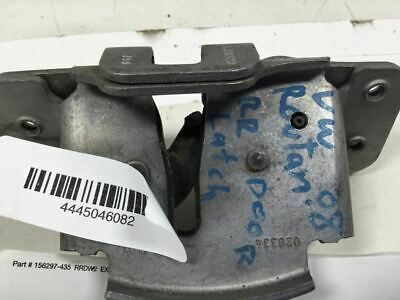 VW '08
Routan
RR DOOR
Latch
020334
4445046082
Part # 156297-435 RRDW2 EX